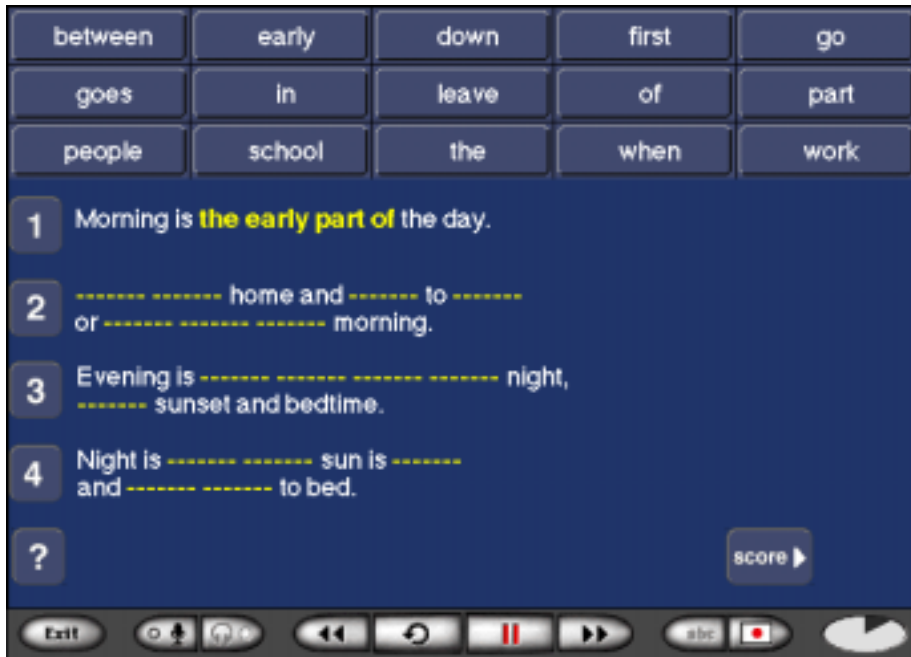 between early down first go
goes in leave of part
people school the when work
1 Morning is the early part of the day.
2 ------- ------- home and ------- to -------
or ------- ------- ------- morning.
3 Evening is ------- ------- ------- ------- night,
------- sunset and bedtime.
4 Night is ------- ------- sun is -------
and ------- ------- to bed.
?
score
Exit abc